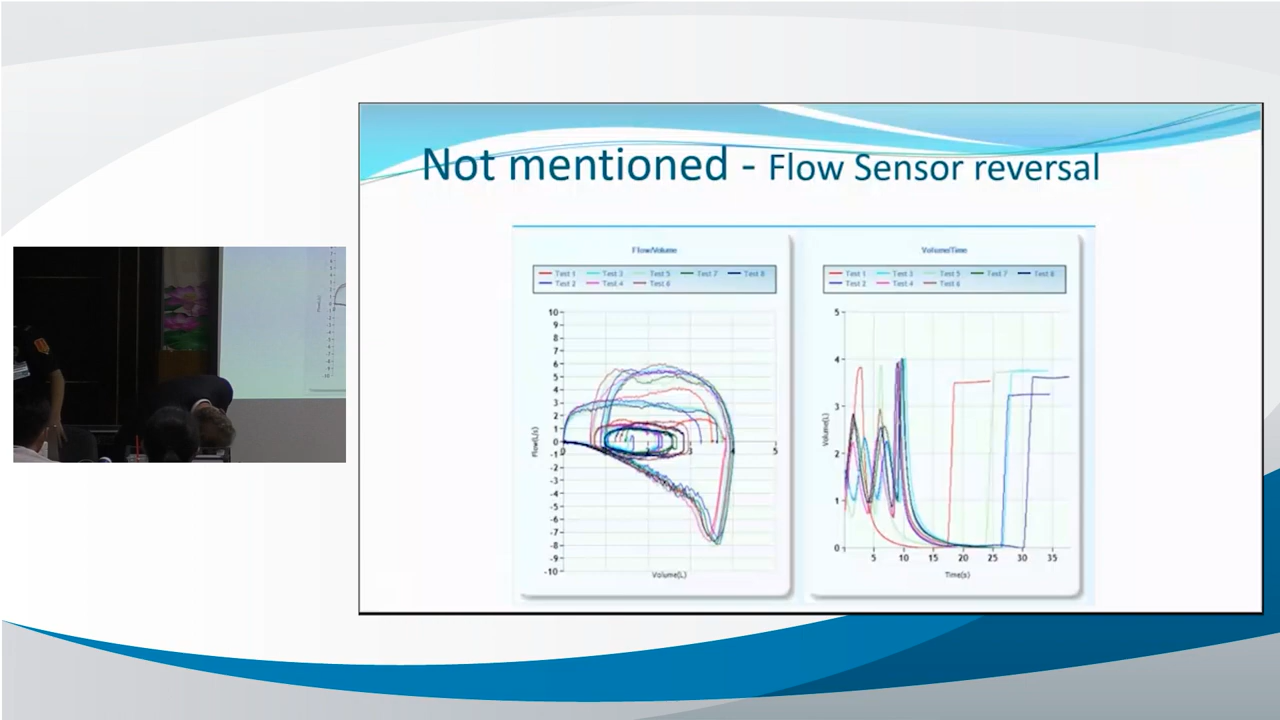 Not mentioned - Flow Sensor reversal
Flow/Volume
Test 1 Test 3 Test 5 Test 7 Test 8
Test 2 Test 4 Test 6
10
9
8
7
6
5
4
3
2
1
0
-1
-2
-3
-4
-5
-6
-7
-8
-9
-10
Flow(L/s)
0 3 4 5
Volume(L)
Volume/Time
Test 1 Test 3 Test 5 Test 7 Test 8
Test 2 Test 4 Test 6
5
4
3
2
1
0
Volume(L)
5 10 15 20 25 30 35
Time(s)